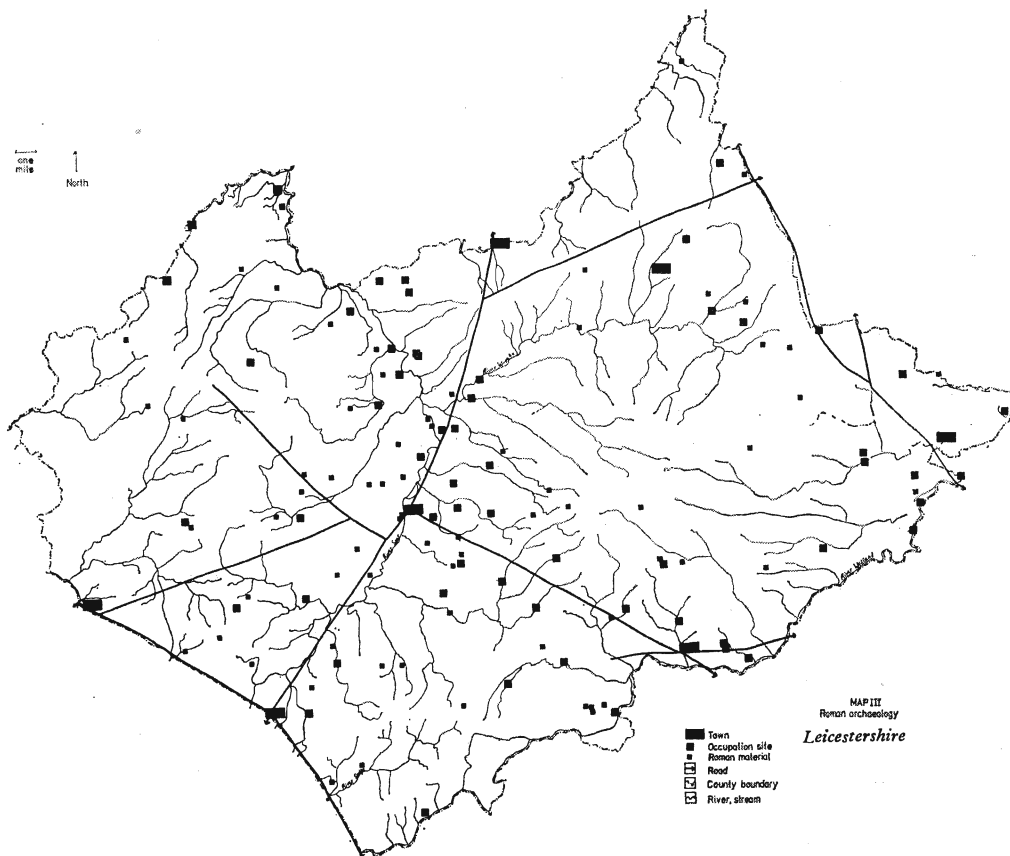 one
mile
North
MAP III
Roman archaeology
Leicestershire
Town
Occupation site
Roman material
Road
County boundary
River, stream